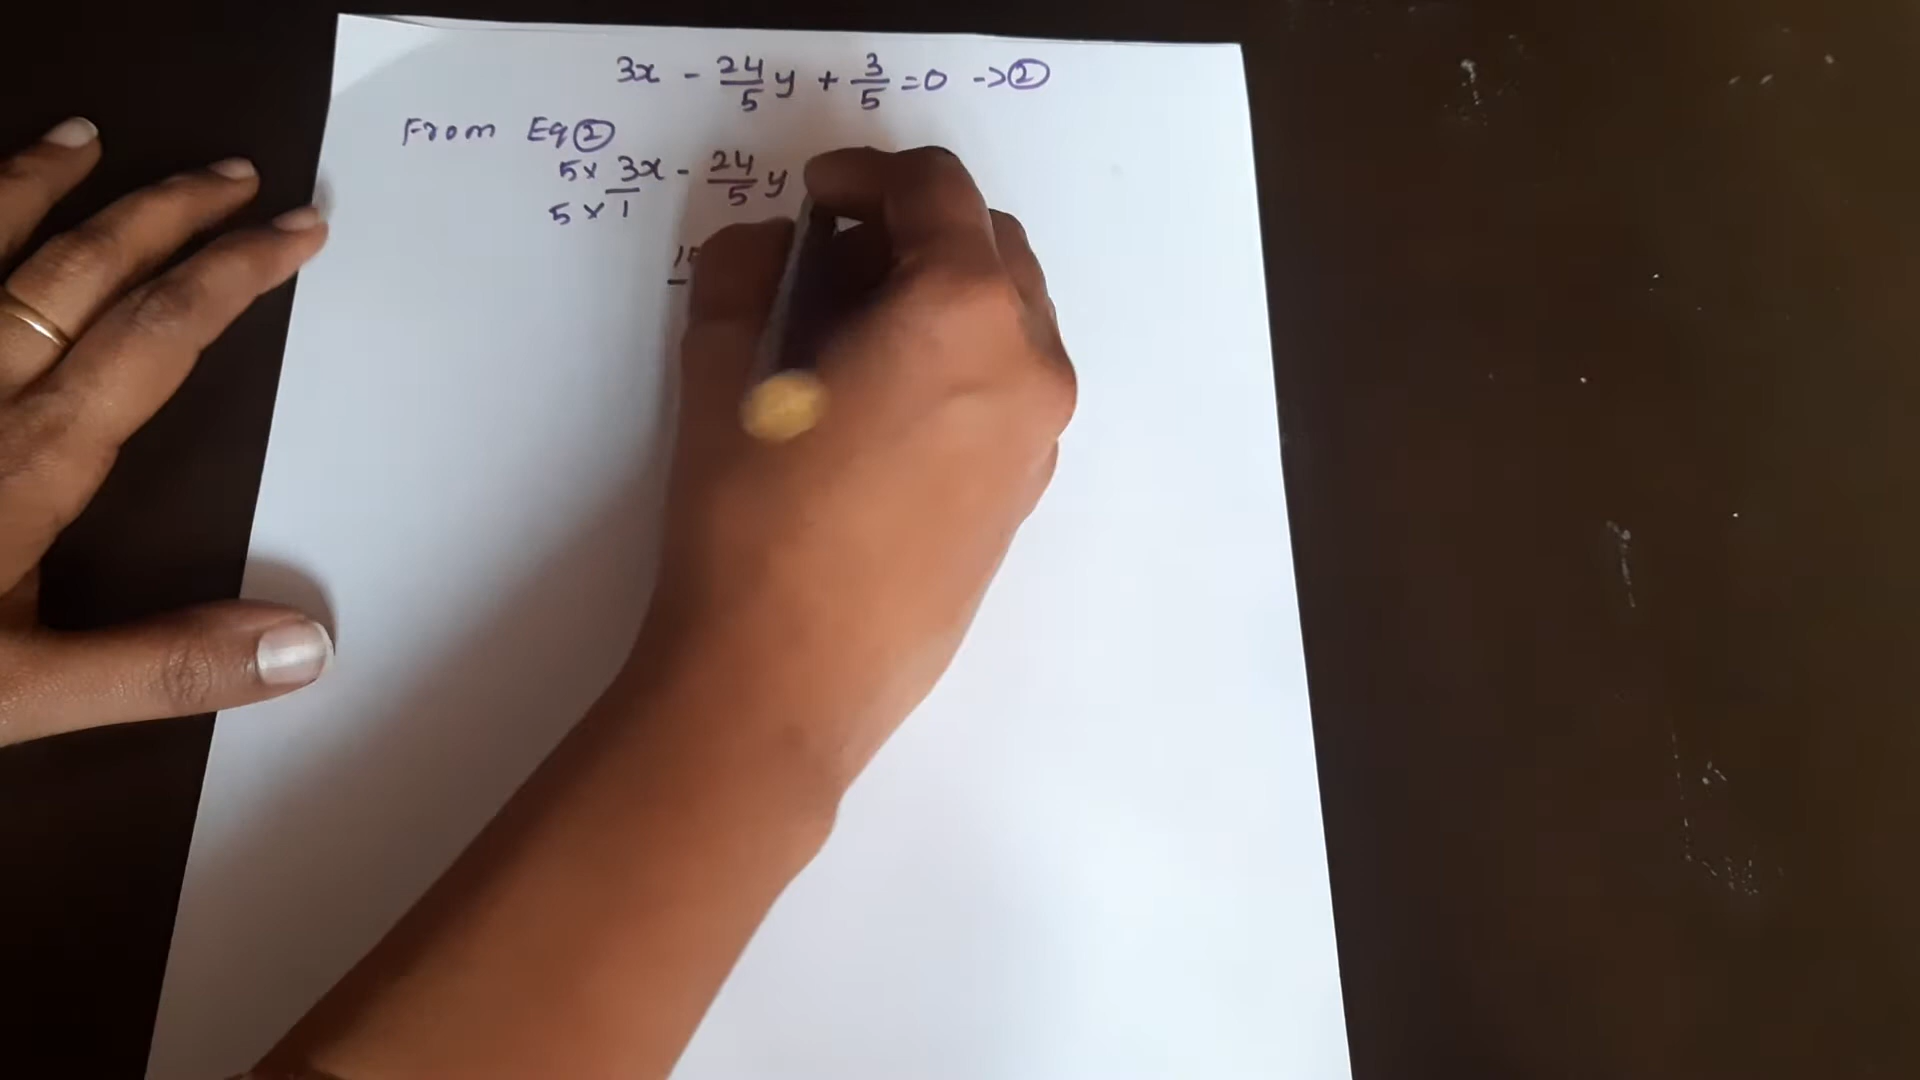 3x - 24/5 y + 3/5 = 0 -> ②
From Eq ②
5 × 3x/5 × 1 - 24/5 y